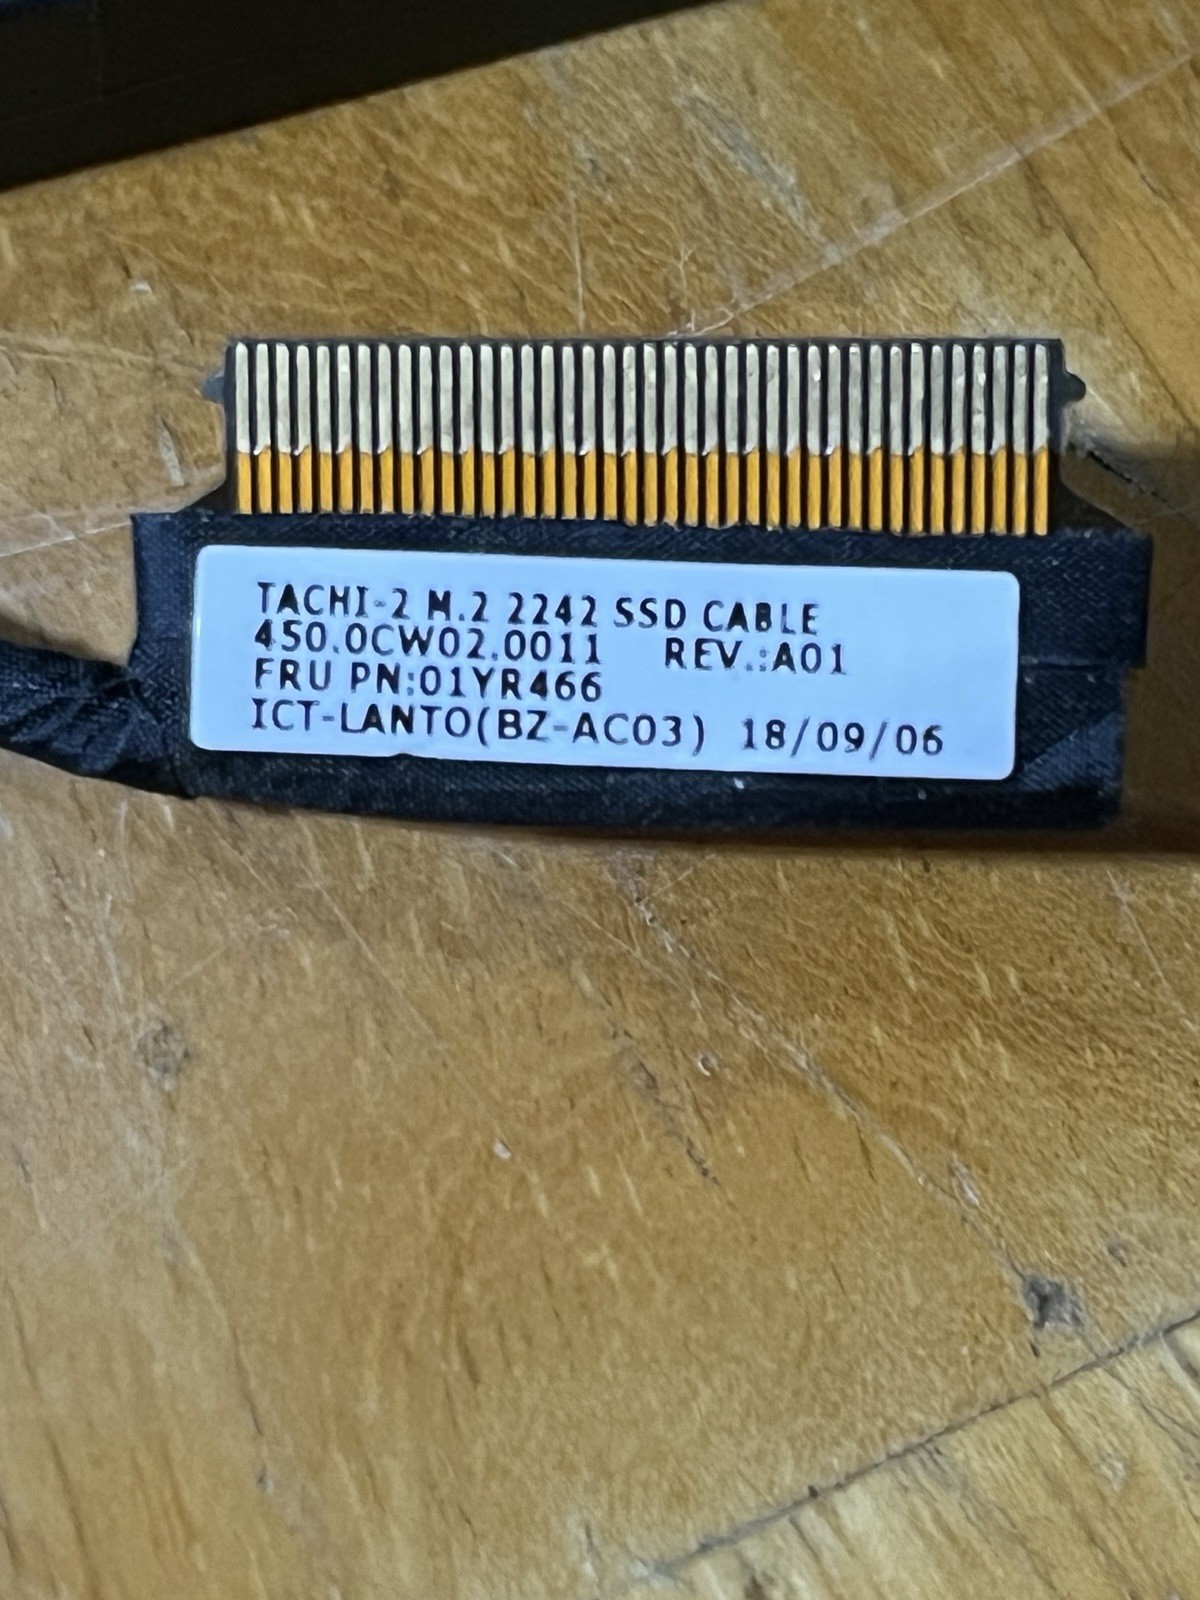 TACHI-2 M.2 2242 SSD CABLE
450.0CW02.0011 REV.:A01
FRU PN:01YR466
ICT-LANTO(BZ-AC03) 18/09/06